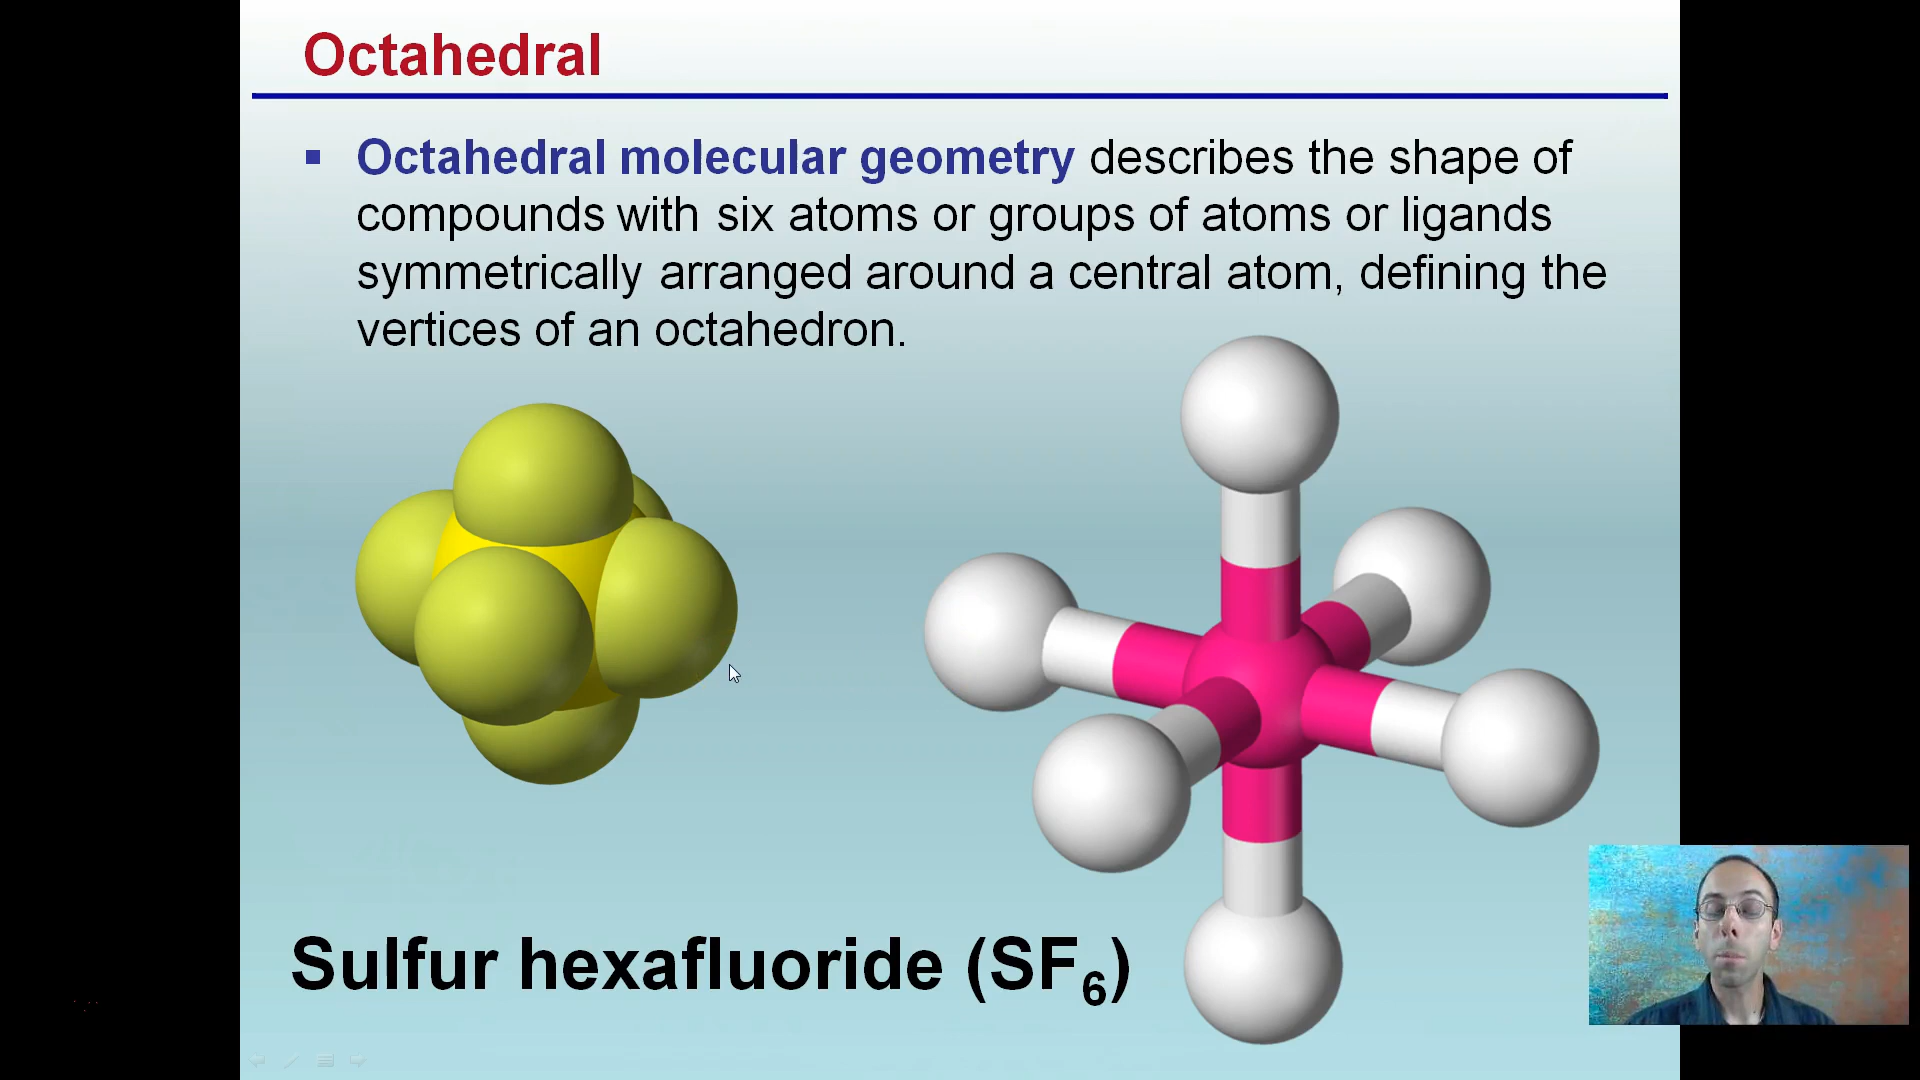 Octahedral
▪ Octahedral molecular geometry describes the shape of
compounds with six atoms or groups of atoms or ligands
symmetrically arranged around a central atom, defining the
vertices of an octahedron.
Sulfur hexafluoride (SF₆)